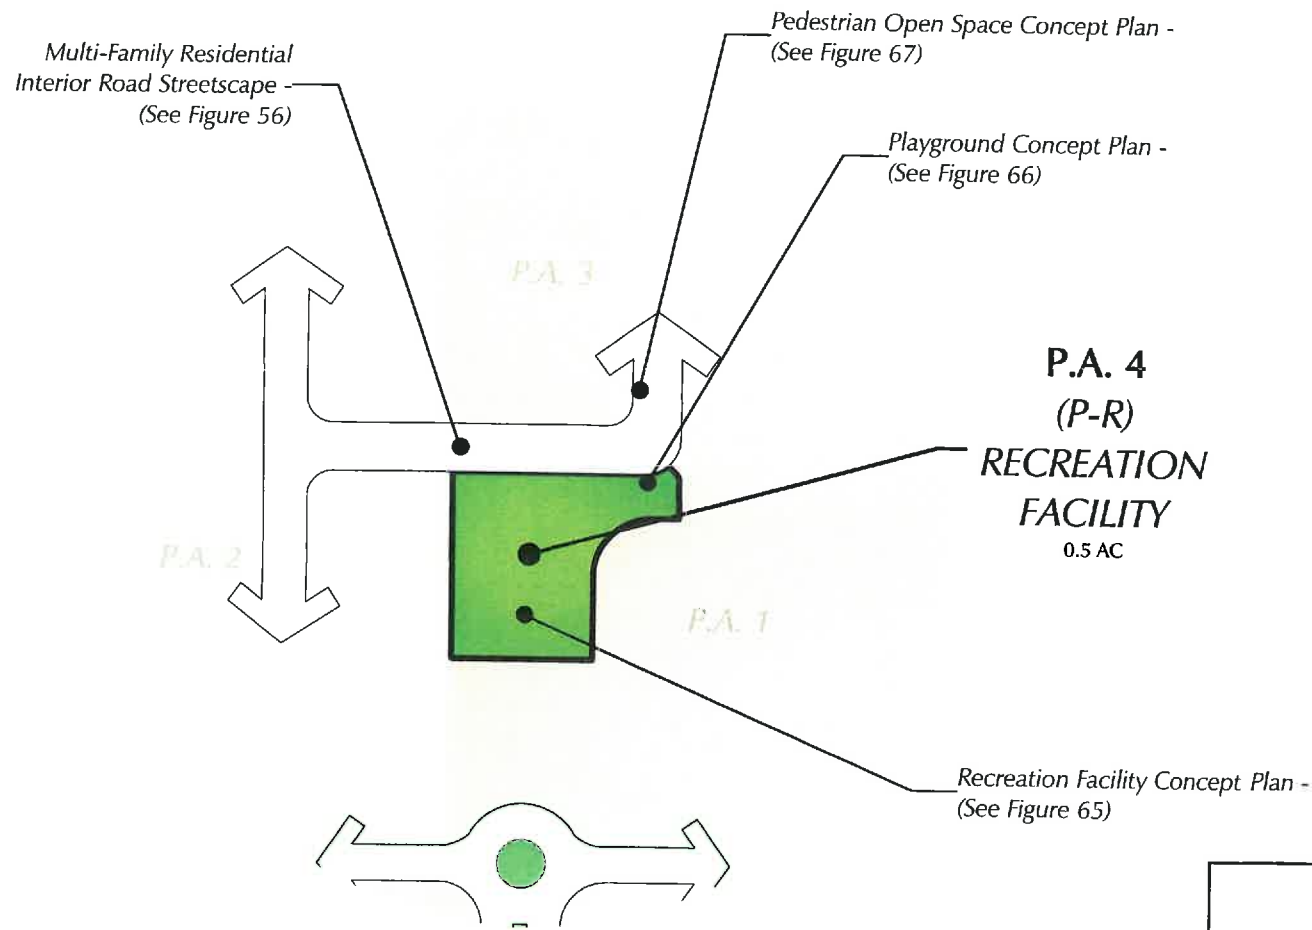 Pedestrian Open Space Concept Plan -
(See Figure 67)
Multi-Family Residential
Interior Road Streetscape -
(See Figure 56)
Playground Concept Plan -
(See Figure 66)
P.A. 3
P.A. 4
(P-R)
RECREATION
FACILITY
0.5 AC
P.A. 2
P.A. 1
Recreation Facility Concept Plan -
(See Figure 65)